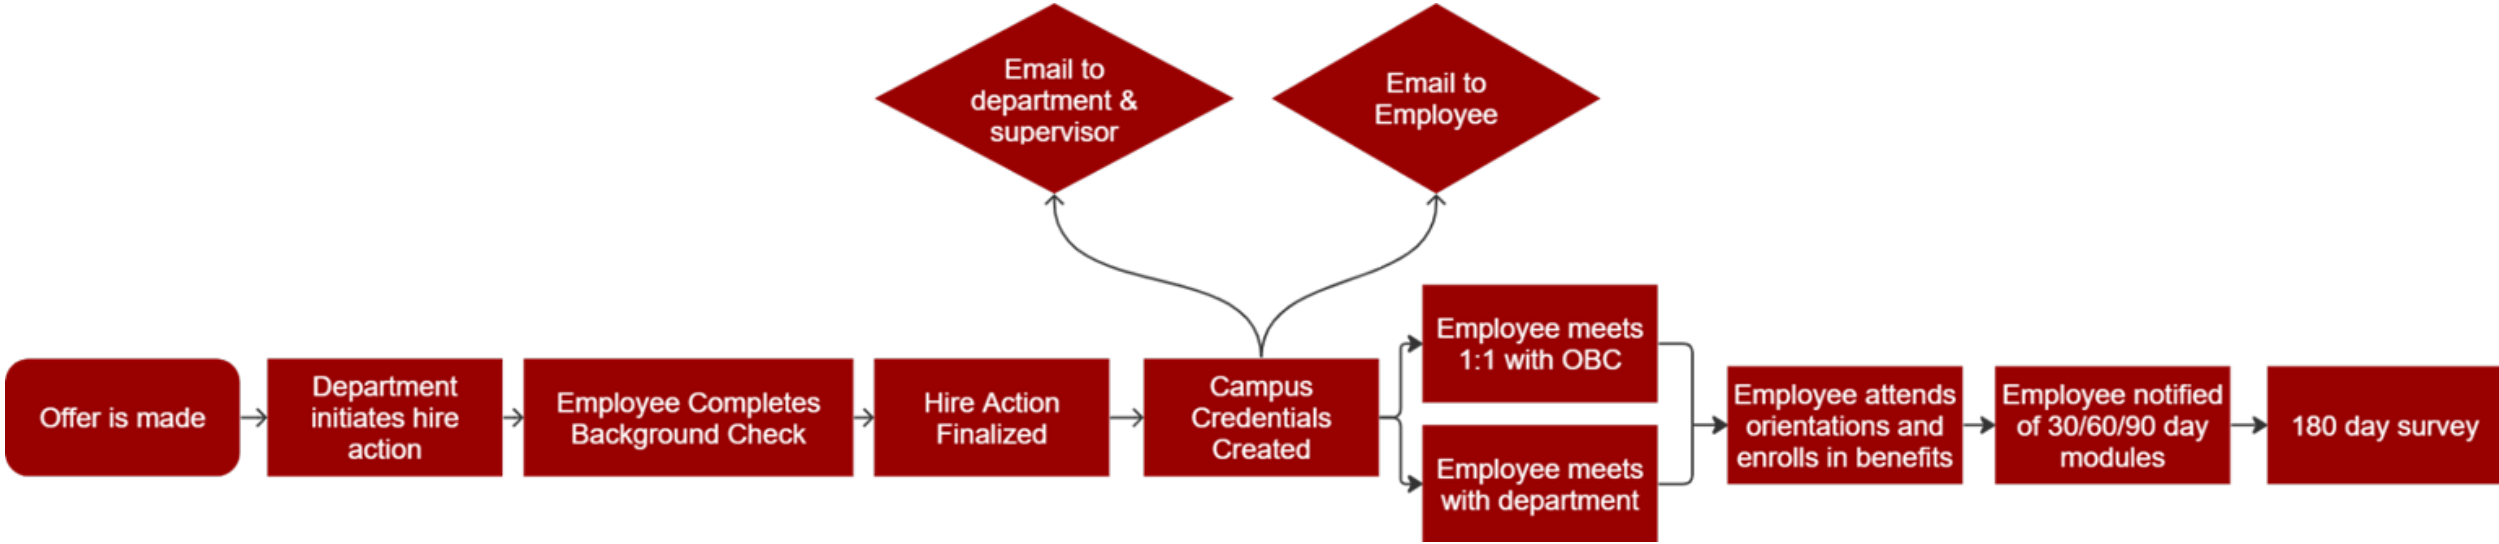 Email to
department &
supervisor
Email to
Employee
Offer is made
Department
initiates hire
action
Employee Completes
Background Check
Hire Action
Finalized
Campus
Credentials
Created
Employee meets
1:1 with OBC
Employee meets
with department
Employee attends
orientations and
enrolls in benefits
Employee notified
of 30/60/90 day
modules
180 day survey